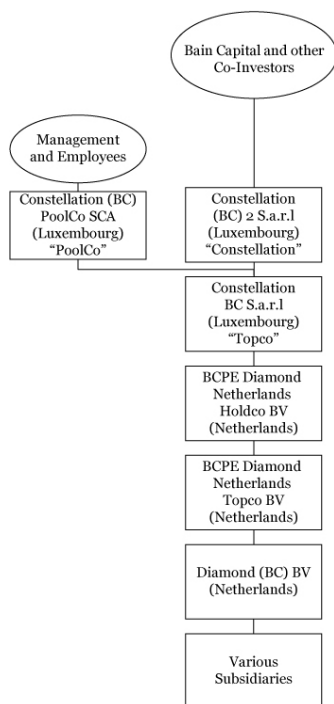 Bain Capital and other
Co-Investors
Management
and Employees
Constellation (BC)
PoolCo SCA
(Luxembourg)
“PoolCo”
Constellation
(BC) 2 S.a.r.l
(Luxembourg)
“Constellation”
Constellation
BC S.a.r.l
(Luxembourg)
“Topco”
BCPE Diamond
Netherlands
Holdco BV
(Netherlands)
BCPE Diamond
Netherlands
Topco BV
(Netherlands)
Diamond (BC) BV
(Netherlands)
Various
Subsidiaries